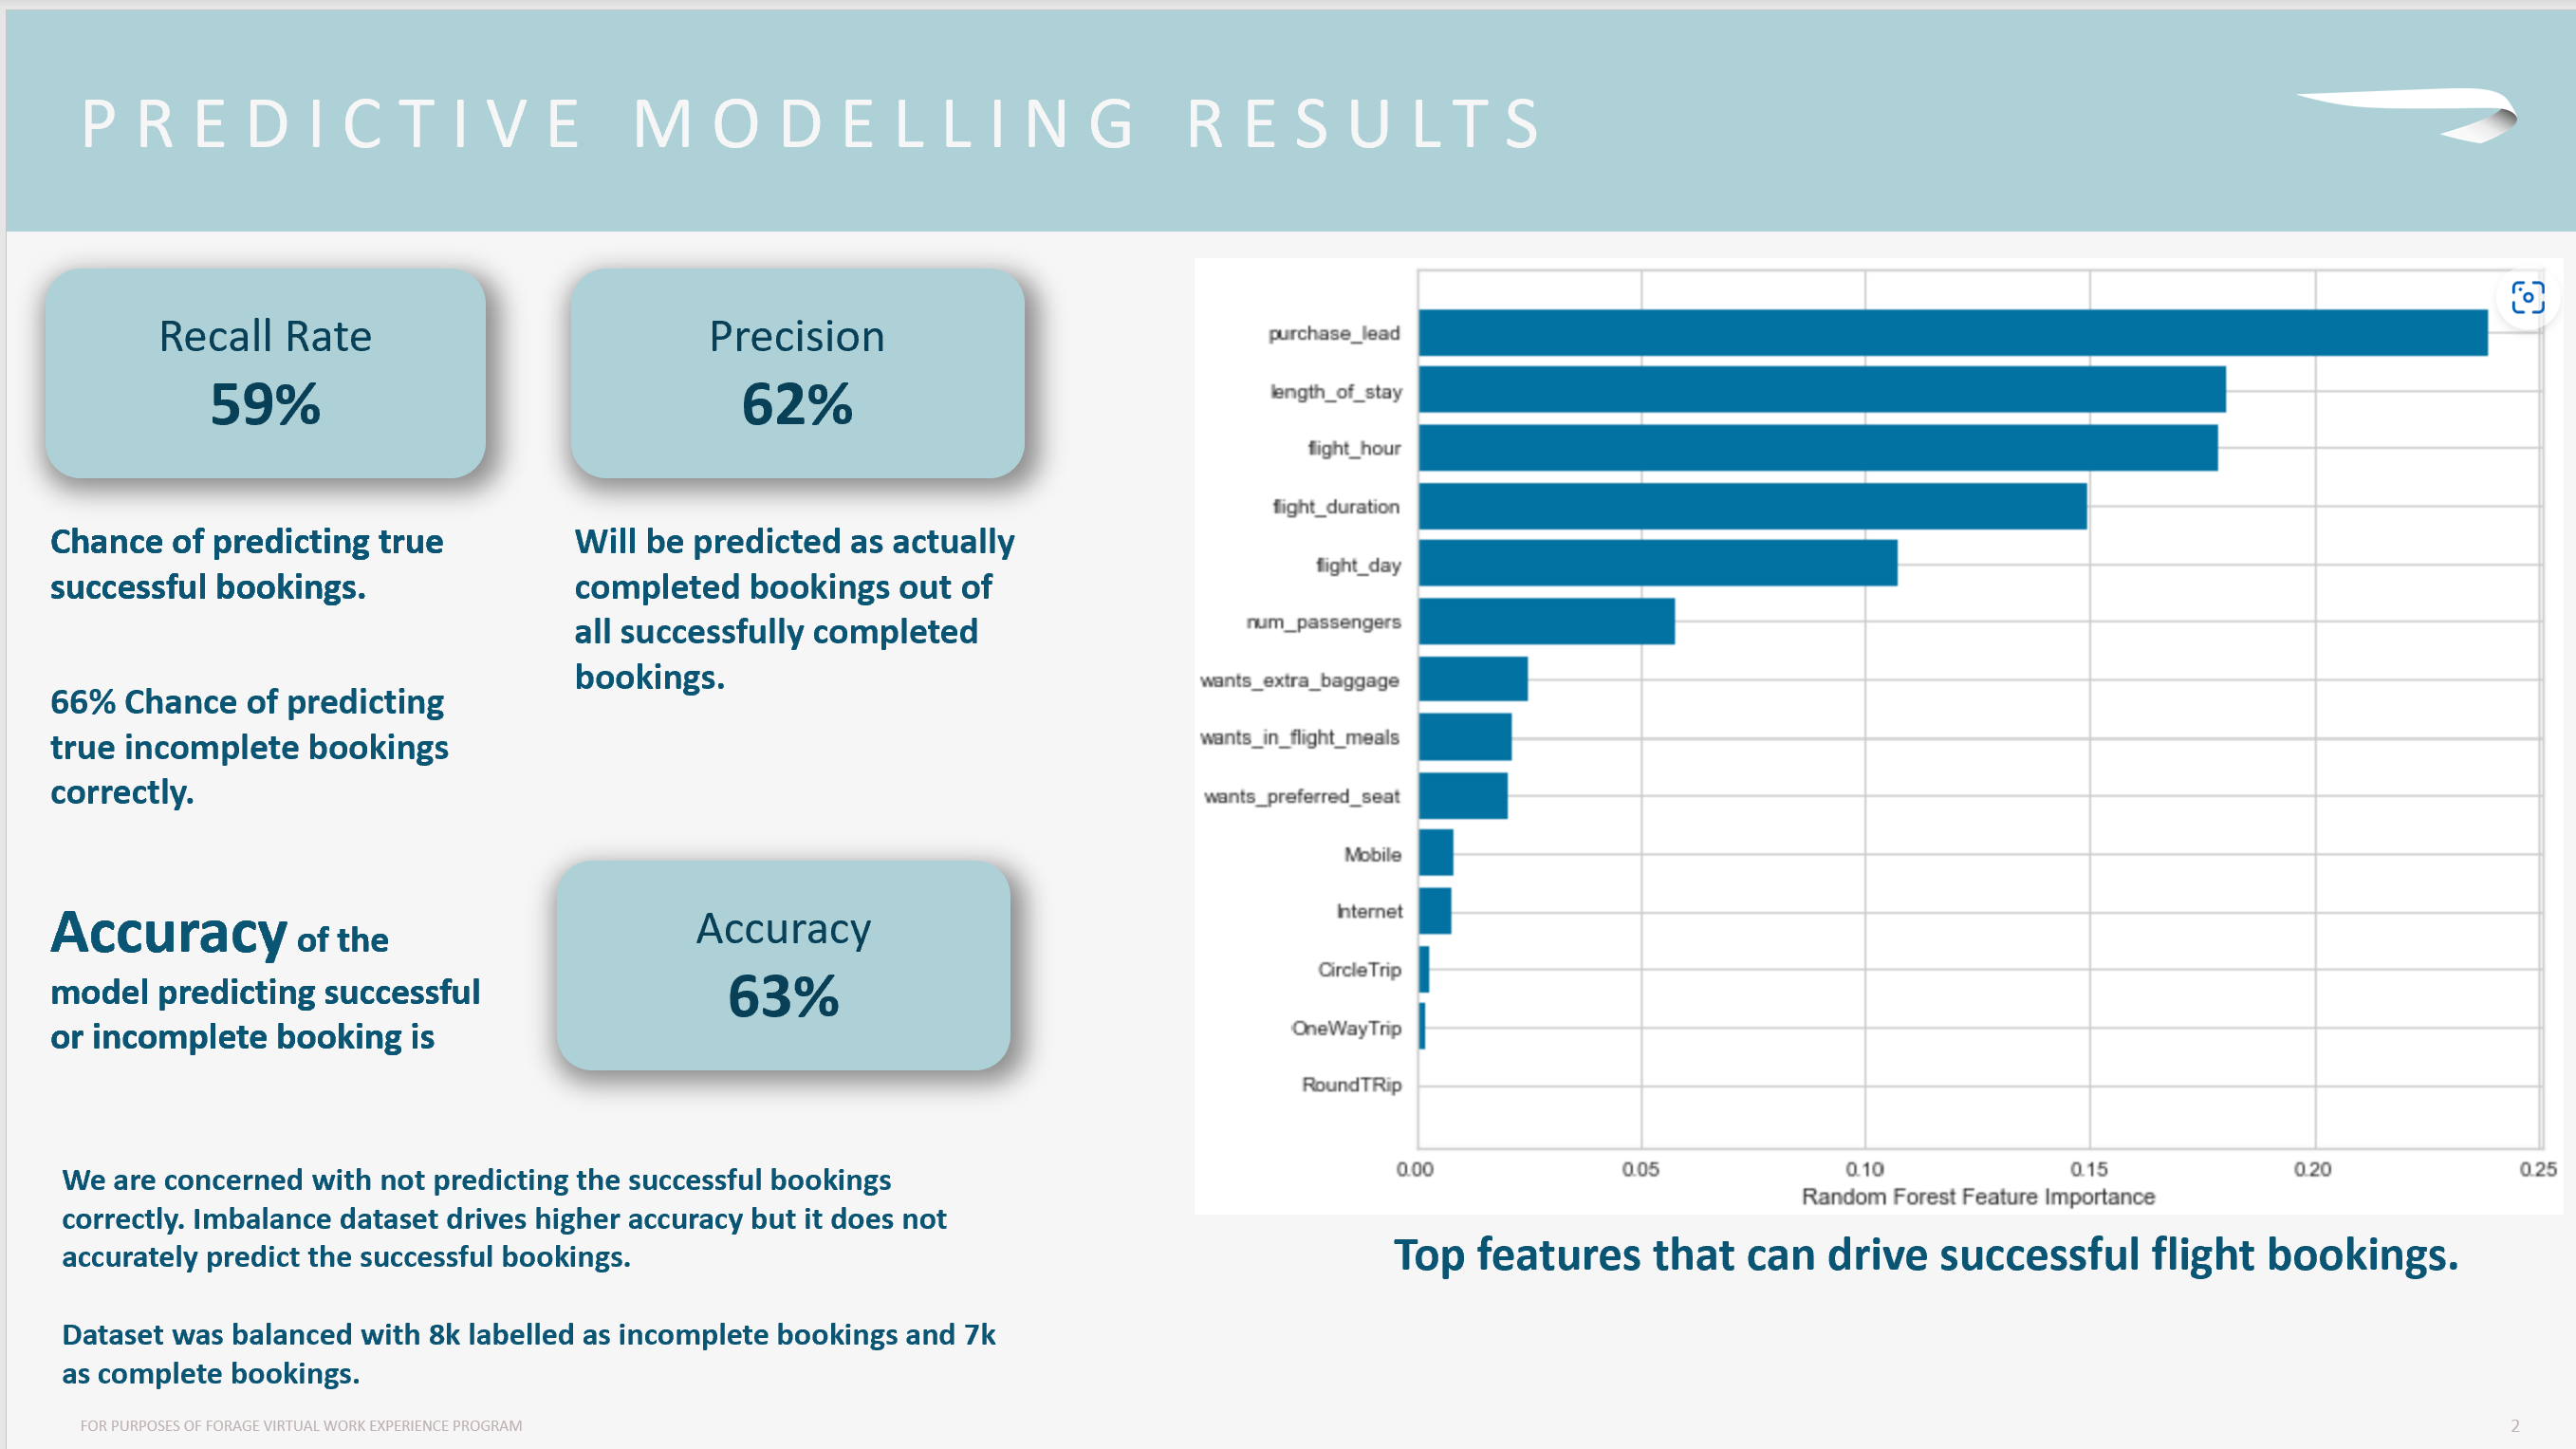 PREDICTIVE MODELLING RESULTS
Recall Rate
59%
Precision
62%
Chance of predicting true
successful bookings.
66% Chance of predicting
true incomplete bookings
correctly.
Will be predicted as actually
completed bookings out of
all successfully completed
bookings.
Accuracy of the
model predicting successful
or incomplete booking is
Accuracy
63%
We are concerned with not predicting the successful bookings
correctly. Imbalance dataset drives higher accuracy but it does not
accurately predict the successful bookings.
Dataset was balanced with 8k labelled as incomplete bookings and 7k
as complete bookings.
purchase_lead
length_of_stay
flight_hour
flight_duration
flight_day
num_passengers
wants_extra_baggage
wants_in_flight_meals
wants_preferred_seat
Mobile
Internet
CircleTrip
OneWayTrip
RoundTRip
0.00 0.05 0.10 0.15 0.20 0.25
Random Forest Feature Importance
Top features that can drive successful flight bookings.
FOR PURPOSES OF FORAGE VIRTUAL WORK EXPERIENCE PROGRAM
2